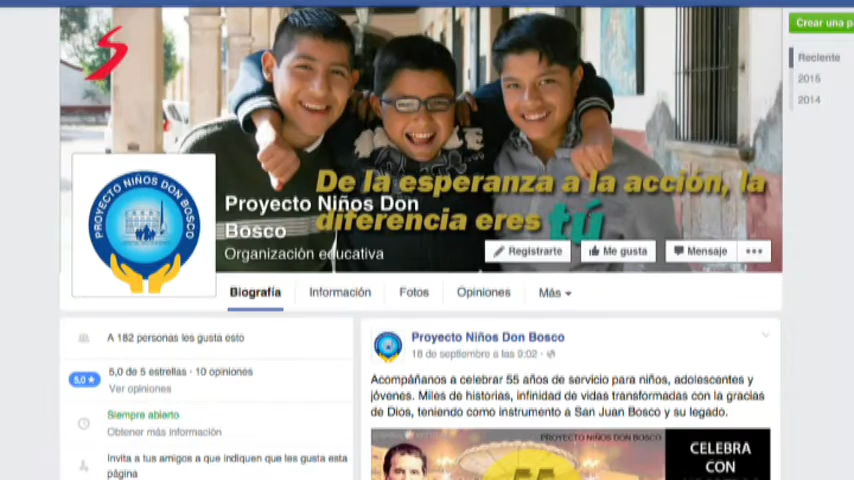 S
Crear una pá
Reciente
2015
2014
PROYECTO NIÑOS DON BOSCO
De la esperanza a la acción, la
diferencia eres tú
Proyecto Niños Don
Bosco
Organización educativa
Registrarte
Me gusta
Mensaje
Biografía
Información
Fotos
Opiniones
Más
A 182 personas les gusta esto
5,0
5,0 de 5 estrellas · 10 opiniones
Ver opiniones
Siempre abierto
Obtener más información
Invita a tus amigos a que indiquen que les gusta esta
página
Proyecto Niños Don Bosco
18 de septiembre a las 9:02 ·
Acompáñanos a celebrar 55 años de servicio para niños, adolescentes y
jóvenes. Miles de historias, infinidad de vidas transformadas con la gracias
de Dios, teniendo como instrumento a San Juan Bosco y su legado.
PROYECTO NIÑOS DON BOSCO
55
CELEBRA
CON